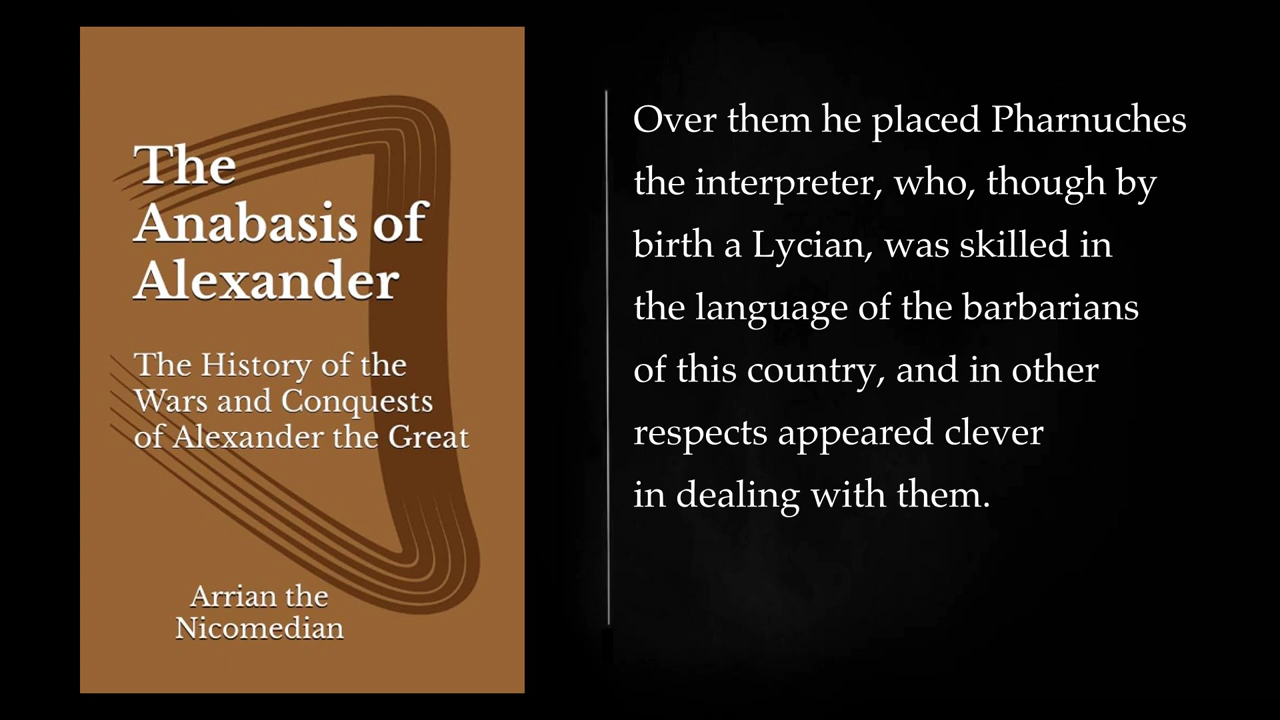 The
Anabasis of
Alexander
The History of the
Wars and Conquests
of Alexander the Great
Arrian the
Nicomedian
Over them he placed Pharnuches
the interpreter, who, though by
birth a Lycian, was skilled in
the language of the barbarians
of this country, and in other
respects appeared clever
in dealing with them.